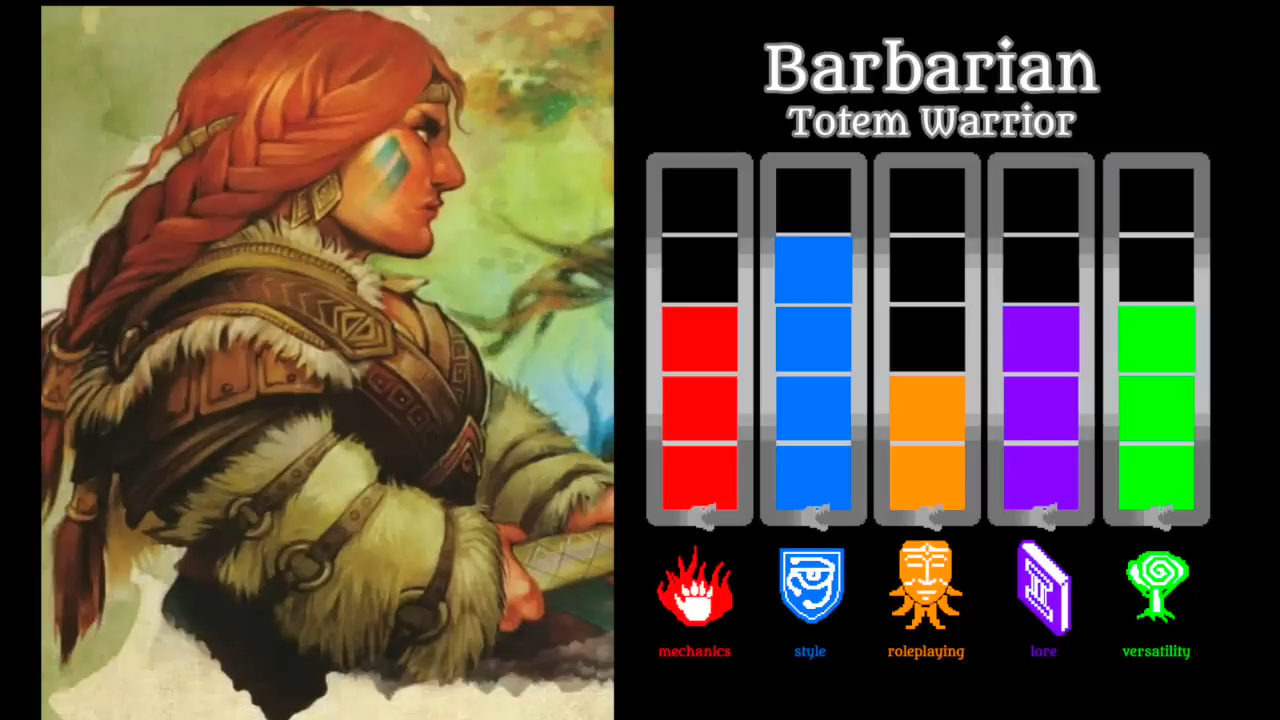 Barbarian
Totem Warrior
mechanics
style
roleplaying
lore
versatility